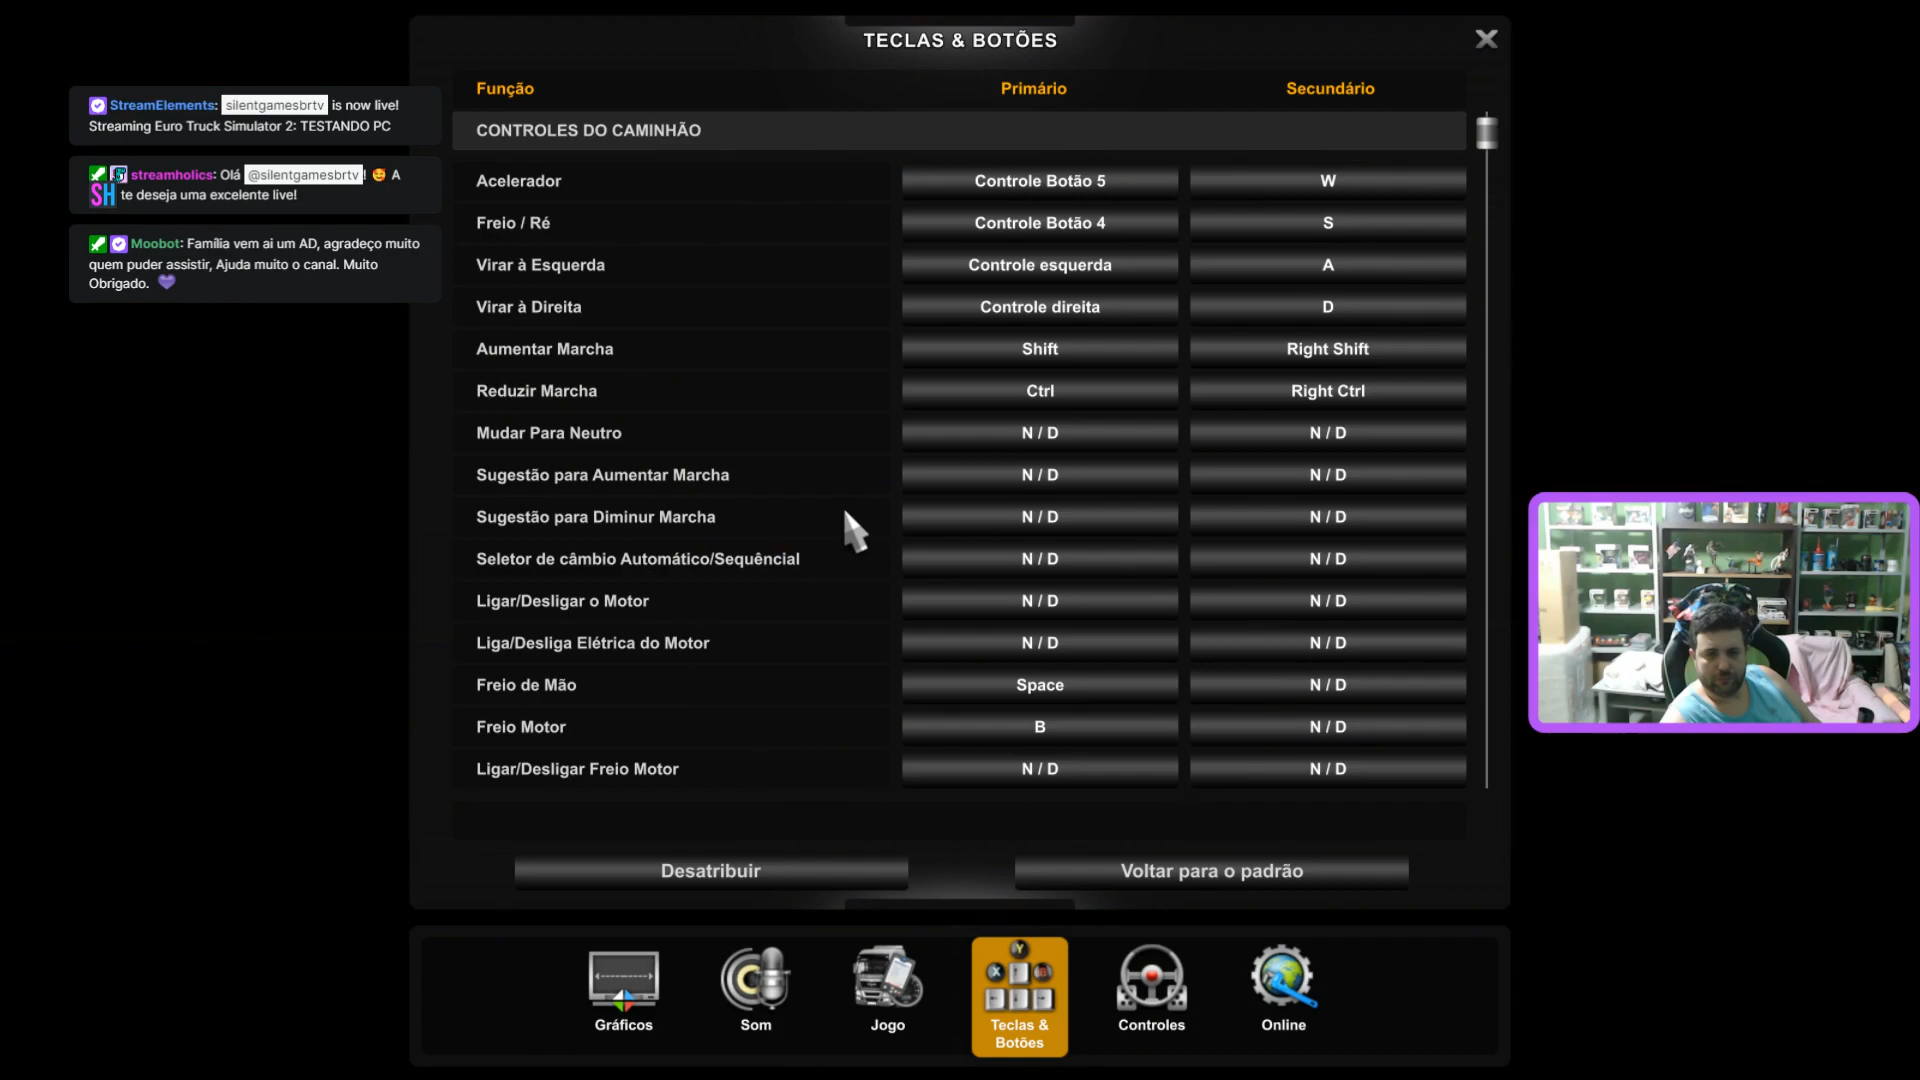 TECLAS & BOTÕES
Função Primário Secundário
CONTROLES DO CAMINHÃO
Acelerador Controle Botão 5 W
Freio / Ré Controle Botão 4 S
Virar à Esquerda Controle esquerda A
Virar à Direita Controle direita D
Aumentar Marcha Shift Right Shift
Reduzir Marcha Ctrl Right Ctrl
Mudar Para Neutro N / D N / D
Sugestão para Aumentar Marcha N / D N / D
Sugestão para Diminur Marcha N / D N / D
Seletor de câmbio Automático/Sequêncial N / D N / D
Ligar/Desligar o Motor N / D N / D
Liga/Desliga Elétrica do Motor N / D N / D
Freio de Mão Space N / D
Freio Motor B N / D
Ligar/Desligar Freio Motor N / D N / D
Desatribuir Voltar para o padrão
Gráficos Som Jogo Teclas & Botões Controles Online
StreamElements: silentgamesbrtv is now live!
Streaming Euro Truck Simulator 2: TESTANDO PC
streamholics: Olá @silentgamesbrtv ! A
SH te deseja uma excelente live!
Moobot: Família vem ai um AD, agradeço muito
quem puder assistir, Ajuda muito o canal. Muito
Obrigado.
Y
X B